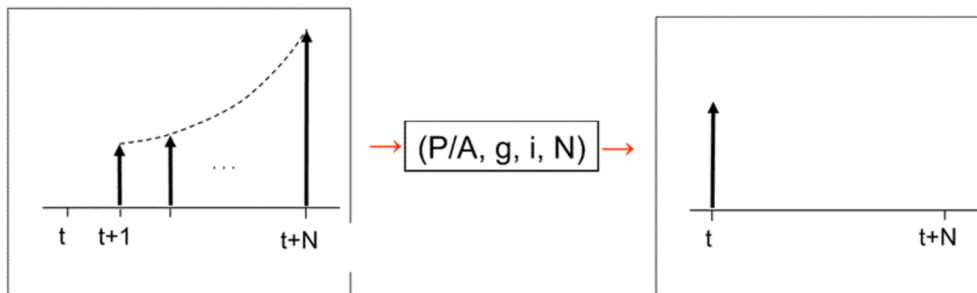 ...
t t+1 t+N
(P/A, g, i, N)
t t+N